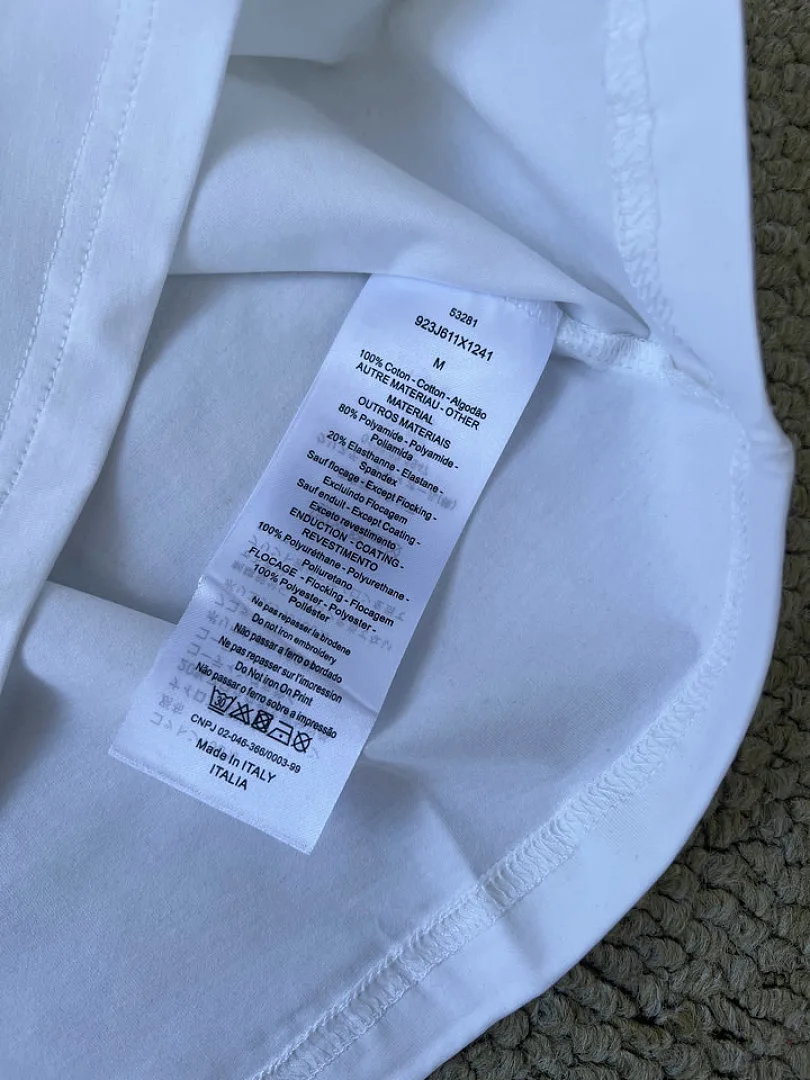 53281
923J611X1241
M
100% Coton - Cotton - Algodão
AUTRE MATERIAU - OTHER
MATERIAL
OUTROS MATERIAIS
80% Polyamide - Polyamide -
Poliamida
20% Elasthanne - Elastane -
Spandex
Sauf flocage - Except Flocking -
Excluindo Flocagem
Sauf enduit - Except Coating -
Exceto revestimento
ENDUCTION - COATING -
REVESTIMENTO
100% Polyuréthane - Polyurethane -
Poliuretano
FLOCAGE - Flocking - Flocagem
100% Polyester - Polyester -
Poliéster
Ne pas repasser la broderie
Do not iron embroidery
Não passar a ferro o bordado
Ne pas repasser sur l'impression
Do Not Iron On Print
Não passar o ferro sobre a impressão
30
CNPJ 02-046-366/0003-99
Made in ITALY
ITALIA